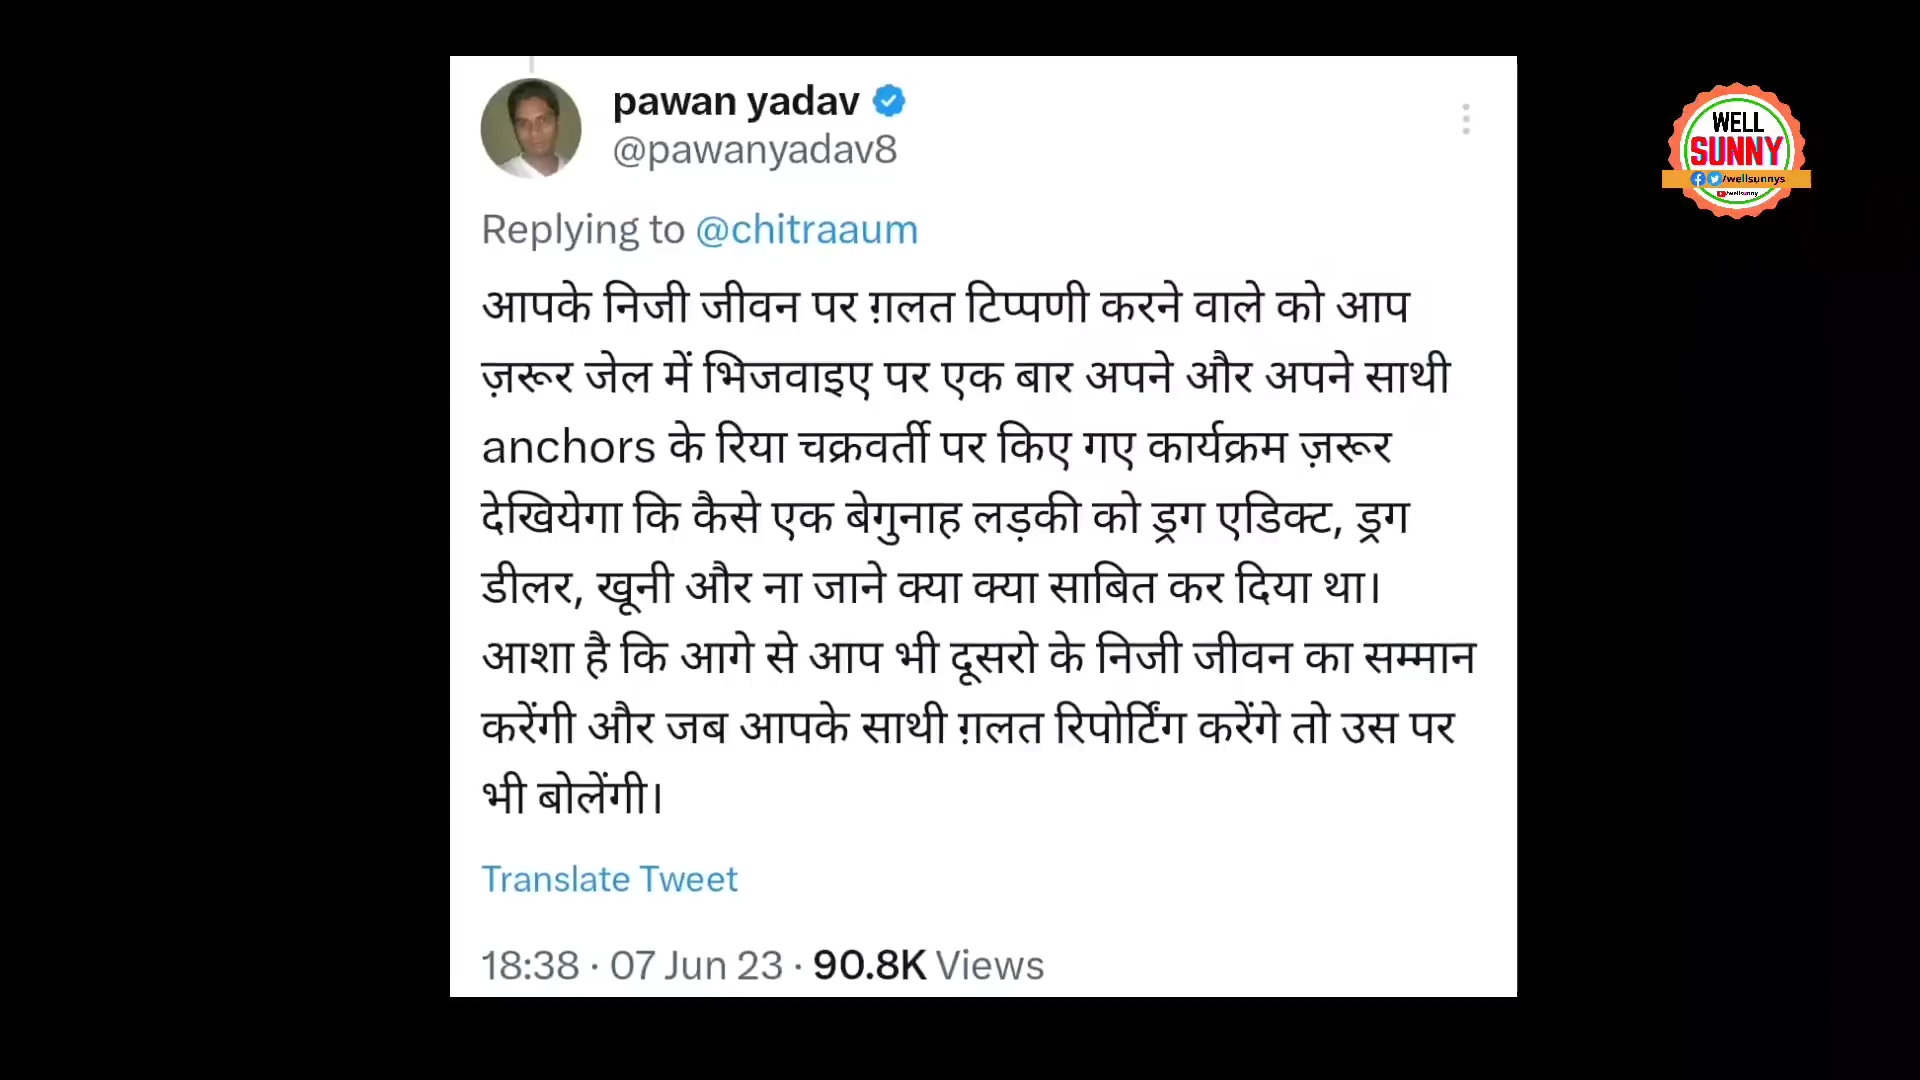 pawan yadav
@pawanyadav8
Replying to @chitraaum
आपके निजी जीवन पर ग़लत टिप्पणी करने वाले को आप
ज़रूर जेल में भिजवाइए पर एक बार अपने और अपने साथी
anchors के रिया चक्रवर्ती पर किए गए कार्यक्रम ज़रूर
देखियेगा कि कैसे एक बेगुनाह लड़की को ड्रग एडिक्ट, ड्रग
डीलर, खूनी और ना जाने क्या क्या साबित कर दिया था।
आशा है कि आगे से आप भी दूसरो के निजी जीवन का सम्मान
करेंगी और जब आपके साथी ग़लत रिपोर्टिंग करेंगे तो उस पर
भी बोलेंगी।
Translate Tweet
18:38 · 07 Jun 23 · 90.8K Views
WELL
SUNNY
/wellsunnys
/wellsunny